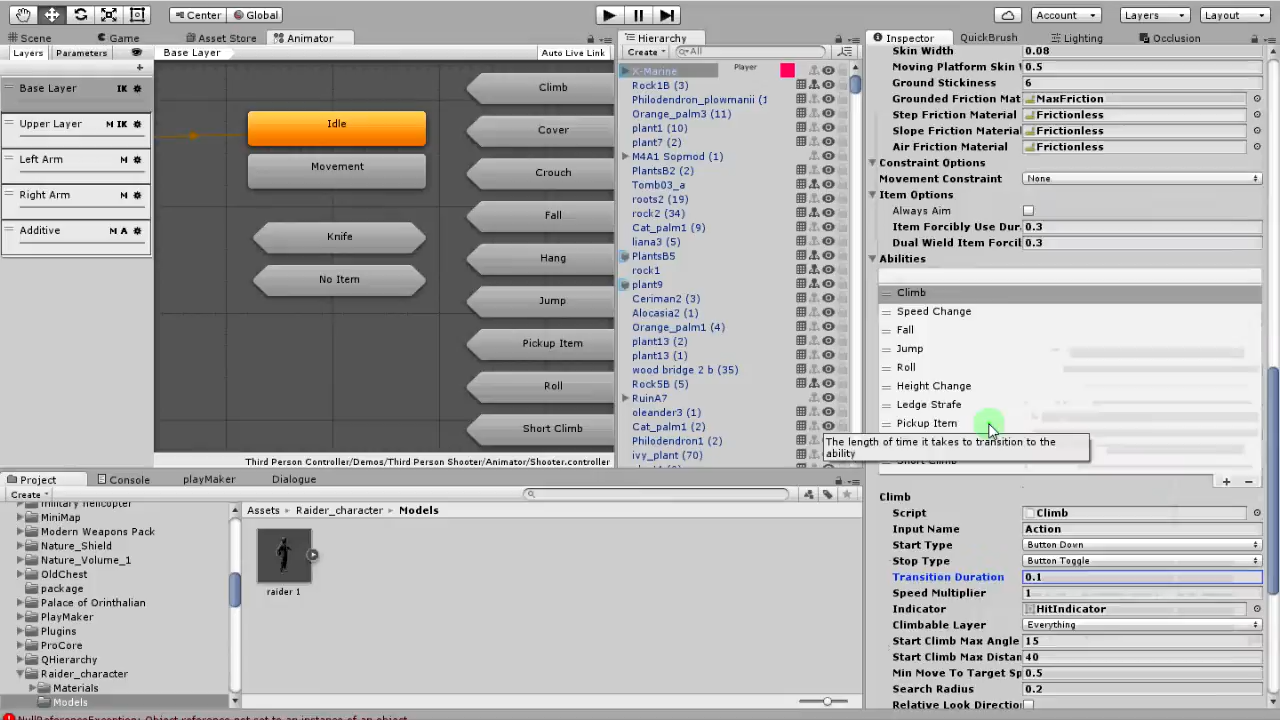 Center Global Account Layers Layout
Scene Game Asset Store Animator Hierarchy Inspector QuickBrush Lighting Occlusion
Layers Parameters Base Layer Auto Live Link
Create All
Base Layer IK
Upper Layer M IK
Left Arm M
Right Arm M
Additive M A
Idle
Movement
Knife
No Item
Climb
Cover
Crouch
Fall
Hang
Jump
Pickup Item
Roll
Short Climb
Third Person Controller/Demos/Third Person Shooter/Animator/Shooter.controller
X-Marine Player
Rock1B (3)
Philodendron_plowmanii (1
Orange_palm3 (11)
plant1 (10)
plant7 (2)
M4A1 Sopmod (1)
PlantsB2 (2)
Tomb03_a
roots2 (19)
rock2 (34)
Cat_palm1 (9)
liana3 (5)
PlantsB5
rock1
plant9
Ceriman2 (3)
Alocasia2 (1)
Orange_palm1 (4)
plant13 (2)
plant13 (1)
wood bridge 2 b (35)
Rock5B (5)
RuinA7
oleander3 (1)
Cat_palm1 (2)
Philodendron1 (2)
ivy_plant (70)
Skin Width 0.08
Moving Platform Skin 0.5
Ground Stickiness 6
Grounded Friction Mat MaxFriction
Step Friction Material Frictionless
Slope Friction Material Frictionless
Air Friction Material Frictionless
Constraint Options
Movement Constraint None
Item Options
Always Aim
Item Forcibly Use Dur 0.3
Dual Wield Item Forcil 0.3
Abilities
Climb
Speed Change
Fall
Jump
Roll
Height Change
Ledge Strafe
Pickup Item
The length of time it takes to transition to the
ability
Short Climb
+ −
Climb
Script Climb
Input Name Action
Start Type Button Down
Stop Type Button Toggle
Transition Duration 0.1
Speed Multiplier 1
Indicator HitIndicator
Climbable Layer Everything
Start Climb Max Angle 15
Start Climb Max Distan 40
Min Move To Target Sp 0.5
Search Radius 0.2
Relative Look Direction
Project Console playMaker Dialogue
Create
military helicopter
MiniMap
Modern Weapons Pack
Nature_Shield
Nature_Volume_1
OldChest
package
Palace of Orinthalian
PlayMaker
Plugins
ProCore
QHierarchy
Raider_character
Materials
Models
Assets Raider_character Models
raider 1
NullReferenceException: Object reference not set to an instance of an object